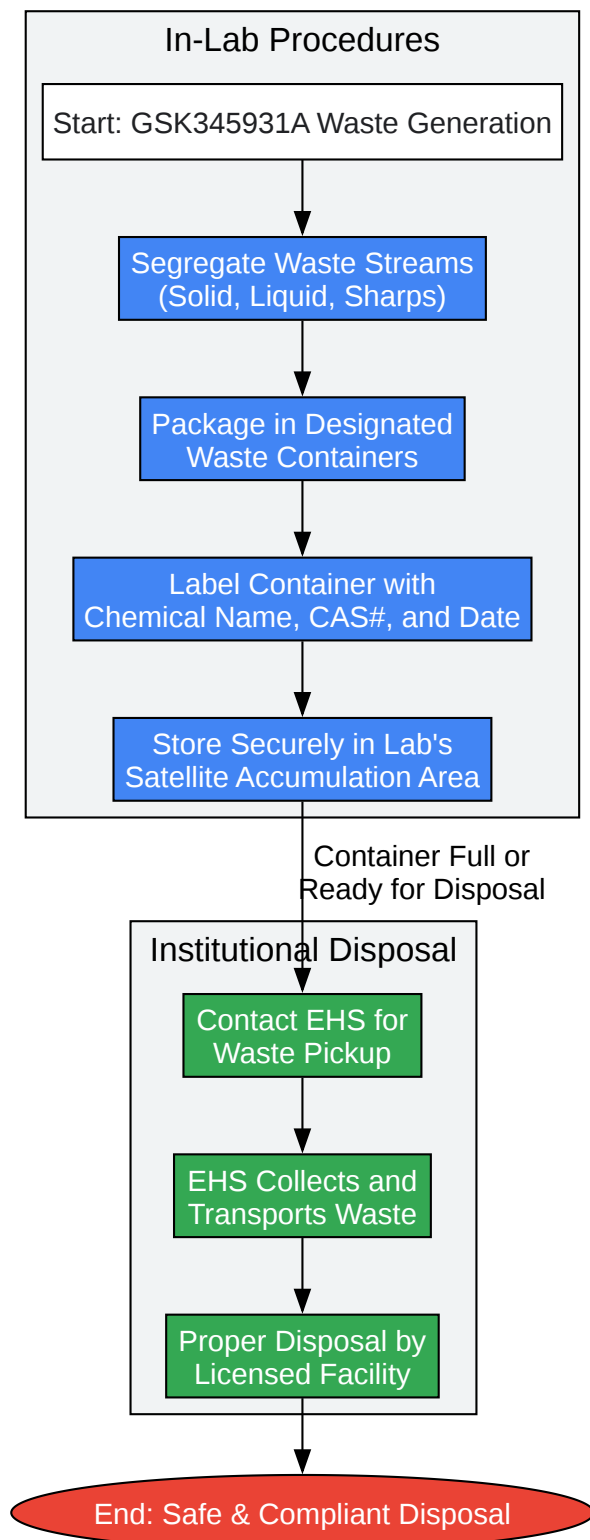 In-Lab Procedures
Start: GSK345931A Waste Generation
Segregate Waste Streams
(Solid, Liquid, Sharps)
Package in Designated
Waste Containers
Label Container with
Chemical Name, CAS#, and Date
Store Securely in Lab's
Satellite Accumulation Area
Container Full or
Ready for Disposal
Institutional Disposal
Contact EHS for
Waste Pickup
EHS Collects and
Transports Waste
Proper Disposal by
Licensed Facility
End: Safe & Compliant Disposal